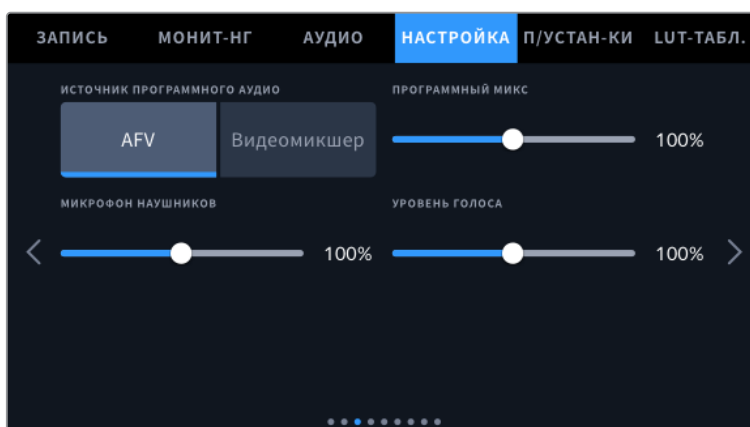 ЗАПИСЬ МОНИТ-НГ АУДИО НАСТРОЙКА П/УСТАН-КИ LUT-ТАБЛ.
ИСТОЧНИК ПРОГРАММНОГО АУДИО ПРОГРАММНЫЙ МИКС
AFV Видеомикшер 100%
МИКРОФОН НАУШНИКОВ УРОВЕНЬ ГОЛОСА
100% 100%